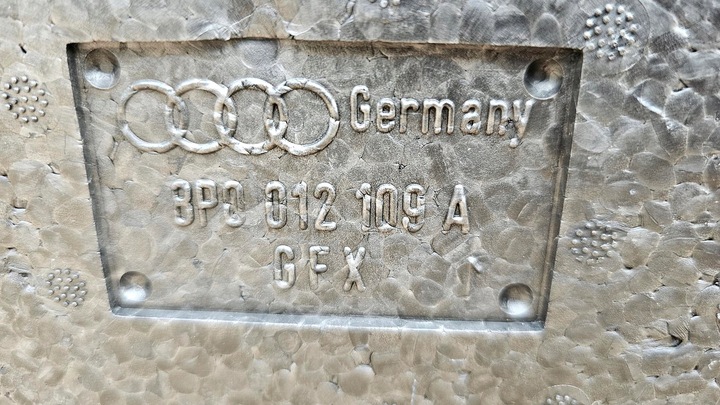 Germany
8P0 012 109 A
GFX